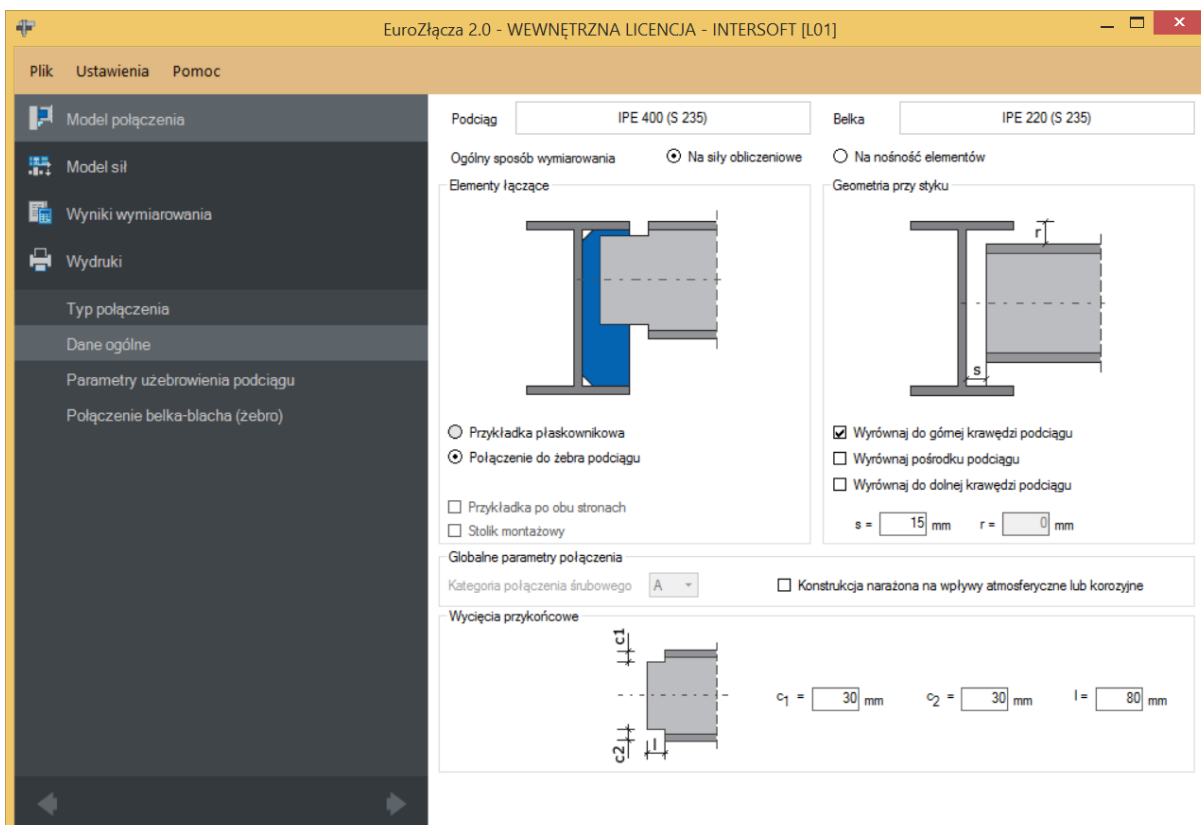 EuroZłącza 2.0 - WEWNĘTRZNA LICENCJA - INTERSOFT [L01]
Plik Ustawienia Pomoc
Model połączenia
Model sił
Wyniki wymiarowania
Wydruki
Typ połączenia
Dane ogólne
Parametry użebrowienia podciągu
Połączenie belka-blacha (żebro)
Podciąg IPE 400 (S 235) Belka IPE 220 (S 235)
Ogólny sposób wymiarowania Na siły obliczeniowe Na nośność elementów
Elementy łączące
Przykładka płaskownikowa
Połączenie do żebra podciągu
Przykładka po obu stronach
Stolik montażowy
Geometria przy styku
r
s
Wyrównaj do górnej krawędzi podciągu
Wyrównaj pośrodku podciągu
Wyrównaj do dolnej krawędzi podciągu
s = 15 mm r = 0 mm
Globalne parametry połączenia
Kategoria połączenia śrubowego A Konstrukcja narażona na wpływy atmosferyczne lub korozyjne
Wycięcia przykońcowe
c1
c2
l
c1 = 30 mm c2 = 30 mm l = 80 mm